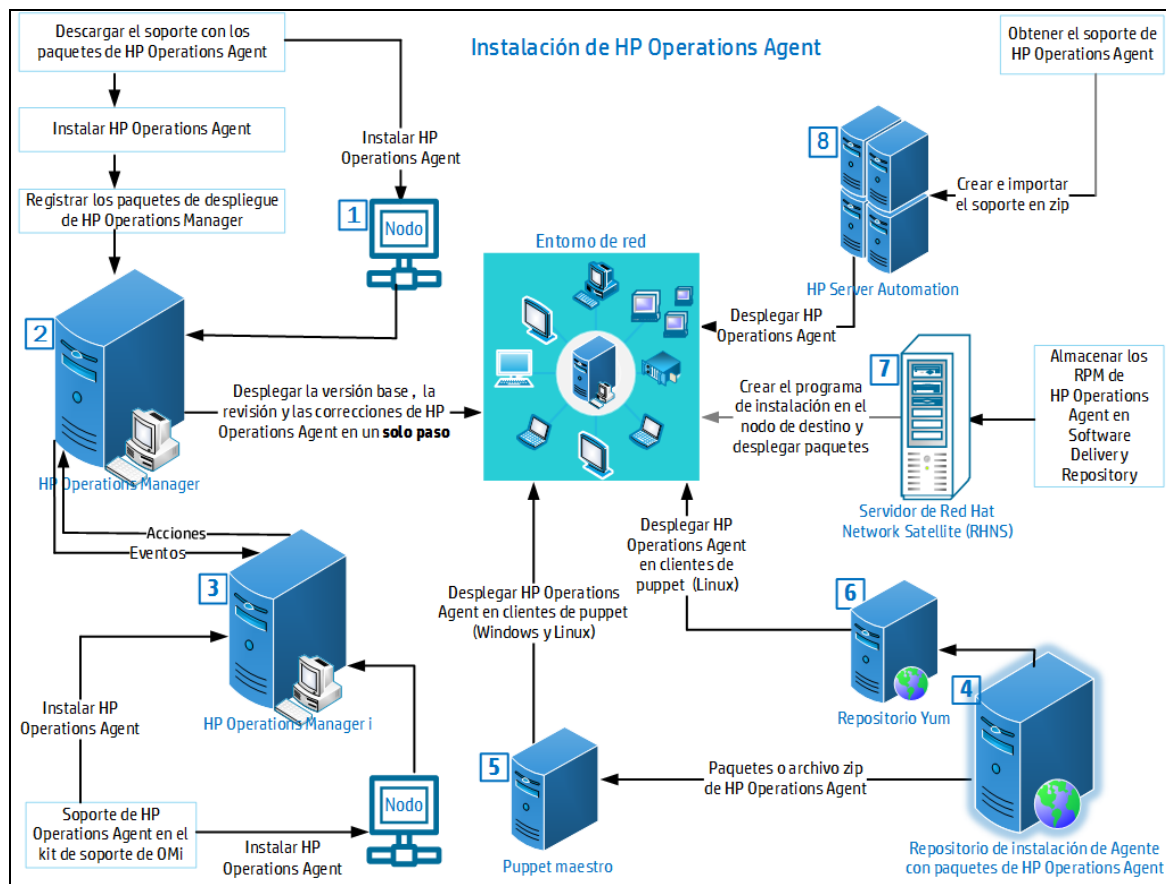 Instalación de HP Operations Agent
Descargar el soporte con los
paquetes de HP Operations Agent
Instalar HP Operations Agent
Registrar los paquetes de despliegue
de HP Operations Manager
Instalar HP
Operations Agent
1
Nodo
2
HP Operations Manager
Desplegar la versión base , la
revisión y las correcciones de HP
Operations Agent en un solo paso
Entorno de red
Obtener el soporte de
HP Operations Agent
8
Crear e importar
el soporte en zip
HP Server Automation
Desplegar HP
Operations Agent
7
Crear el programa
de instalación en el
nodo de destino y
desplegar paquetes
Almacenar los
RPM de
HP Operations
Agent en
Software
Delivery
Repository
Servidor de Red Hat
Network Satellite (RHNS)
Acciones
Eventos
3
HP Operations Manager i
Instalar HP
Operations Agent
Soporte de HP
Operations Agent en el
kit de soporte de OMi
Instalar HP
Operations Agent
Nodo
Desplegar HP Operations
Agent en clientes de puppet
(Windows y Linux)
Desplegar HP
Operations Agent
en clientes de
puppet (Linux)
6
Repositorio Yum
4
5
Puppet maestro
Paquetes o archivo zip
de HP Operations Agent
Repositorio de instalación de Agente
con paquetes de HP Operations Agent